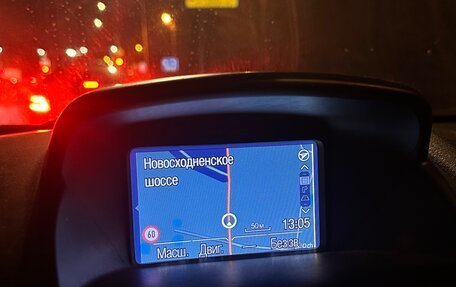 Новосходненское
шоссе
50м
13:05
60
Масш. Двиг. Без зв.